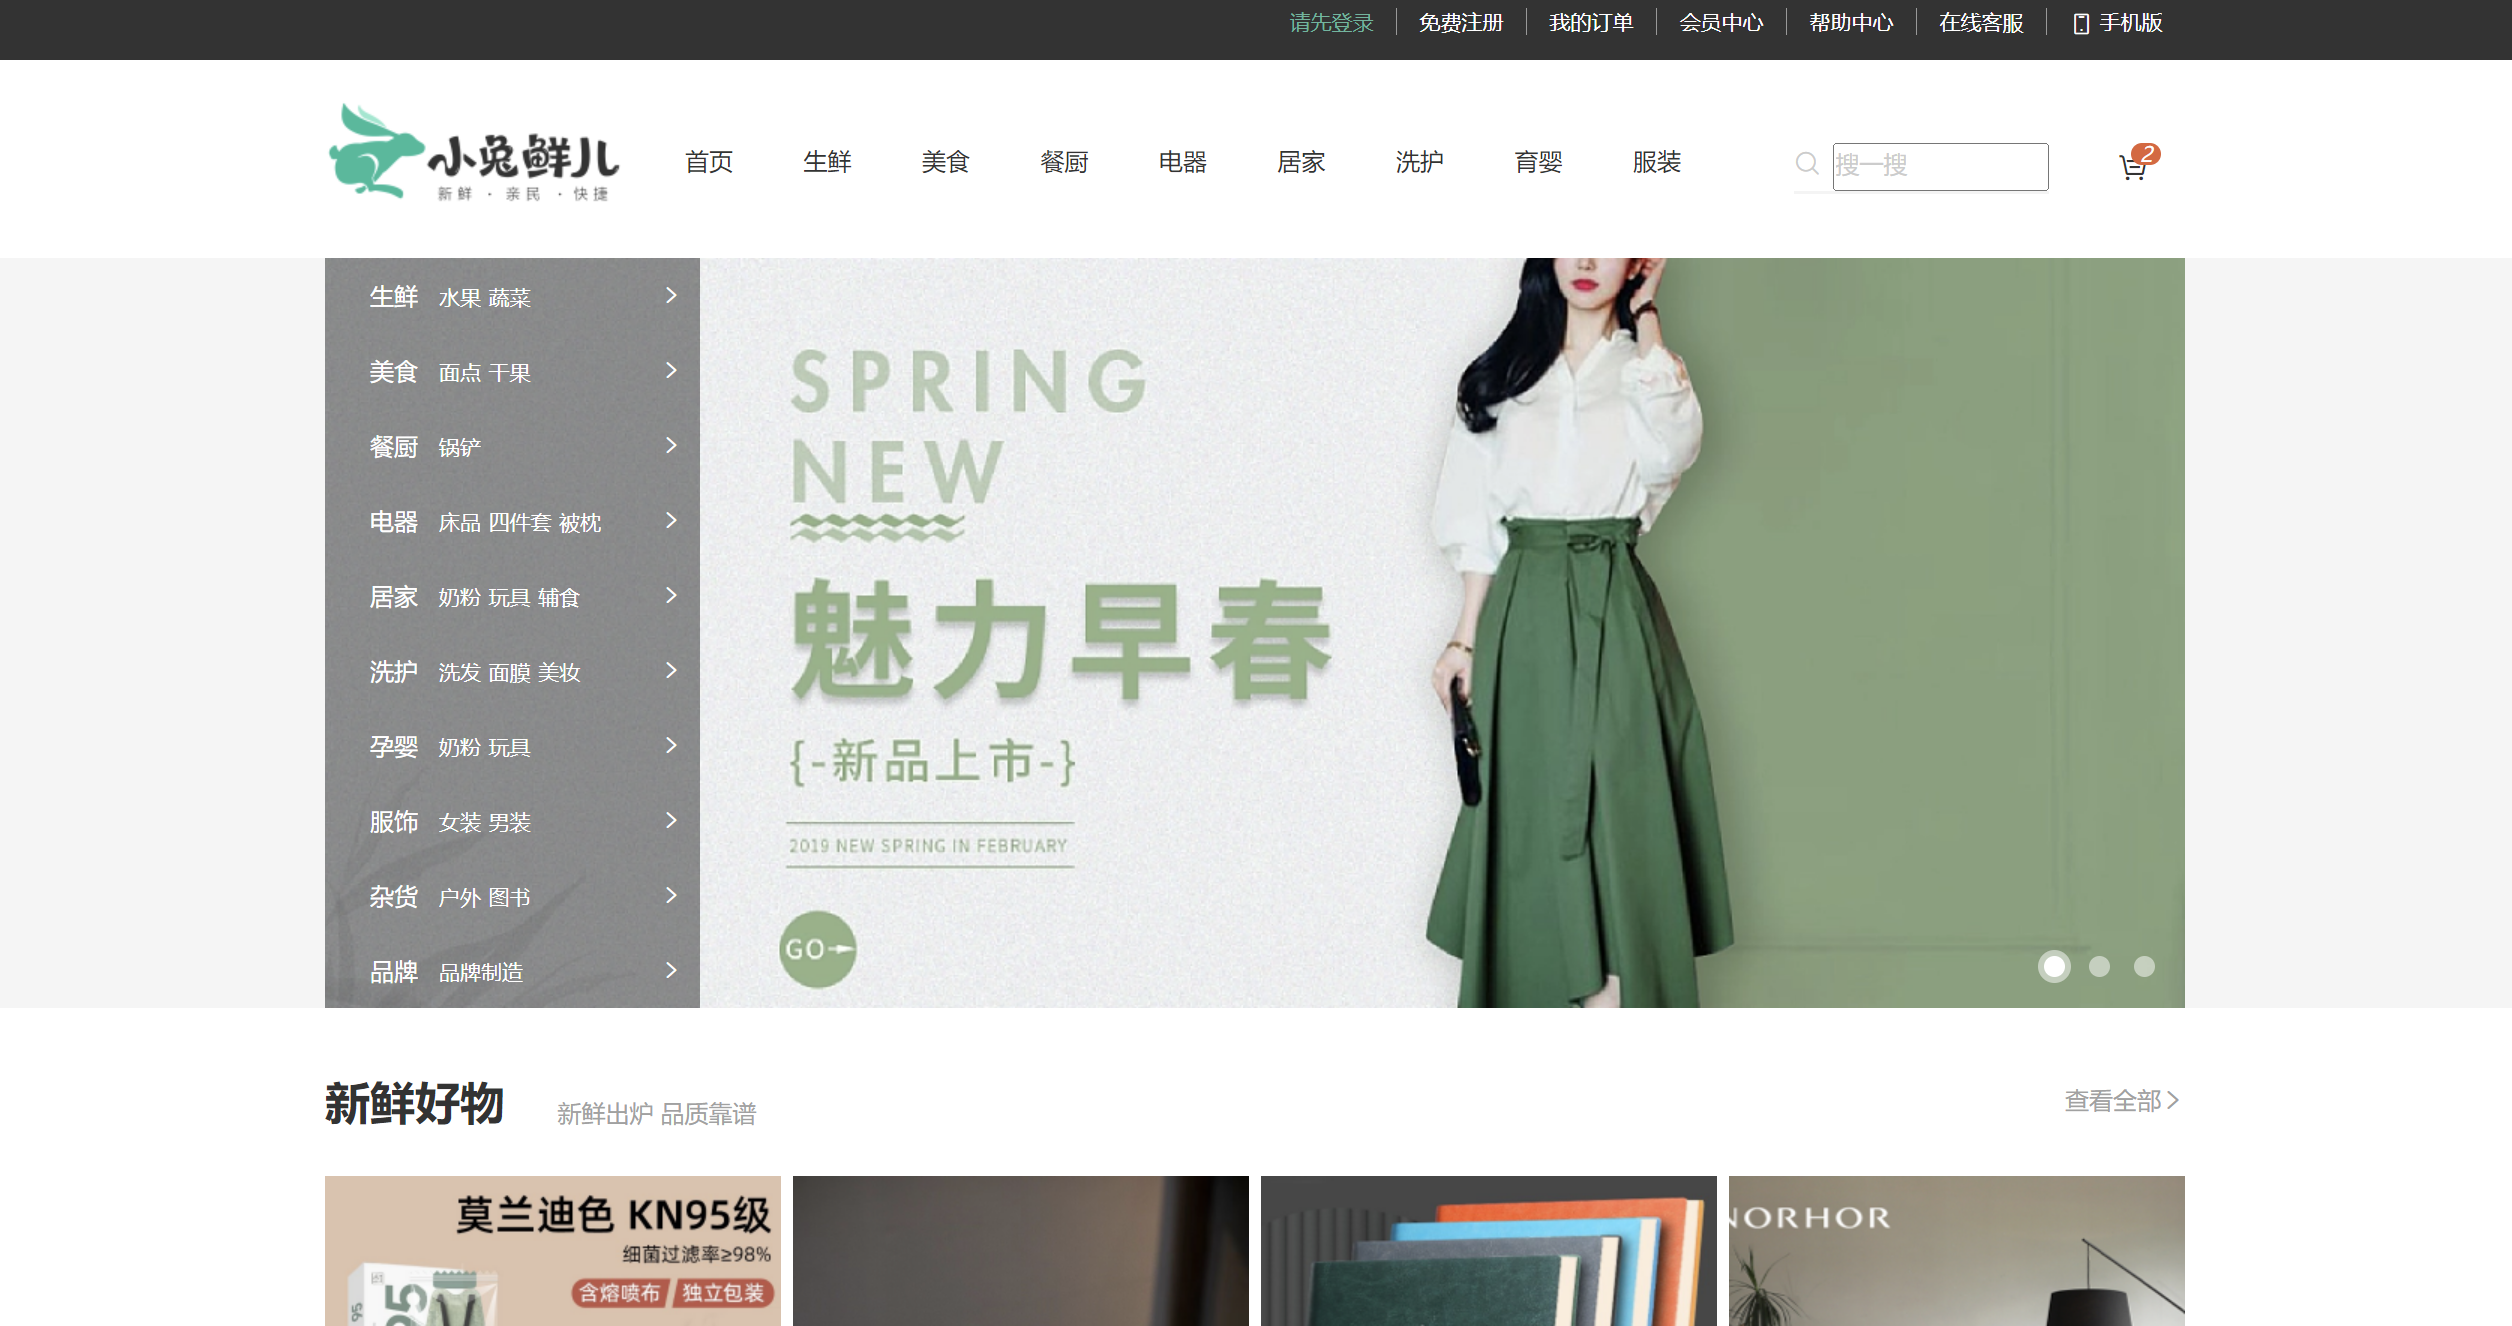 请先登录 免费注册 我的订单 会员中心 帮助中心 在线客服 手机版
小兔鲜儿
新鲜 · 亲民 · 快捷
首页 生鲜 美食 餐厨 电器 居家 洗护 育婴 服装 搜一搜 2
生鲜 水果 蔬菜
美食 面点 干果
餐厨 锅铲
电器 床品 四件套 被枕
居家 奶粉 玩具 辅食
洗护 洗发 面膜 美妆
孕婴 奶粉 玩具
服饰 女装 男装
杂货 户外 图书
品牌 品牌制造
SPRING
NEW
魅力早春
{-新品上市-}
2019 NEW SPRING IN FEBRUARY
GO
新鲜好物 新鲜出炉 品质靠谱 查看全部
莫兰迪色 KN95级
细菌过滤率≥98%
含熔喷布 独立包装
95
95
NORHOR